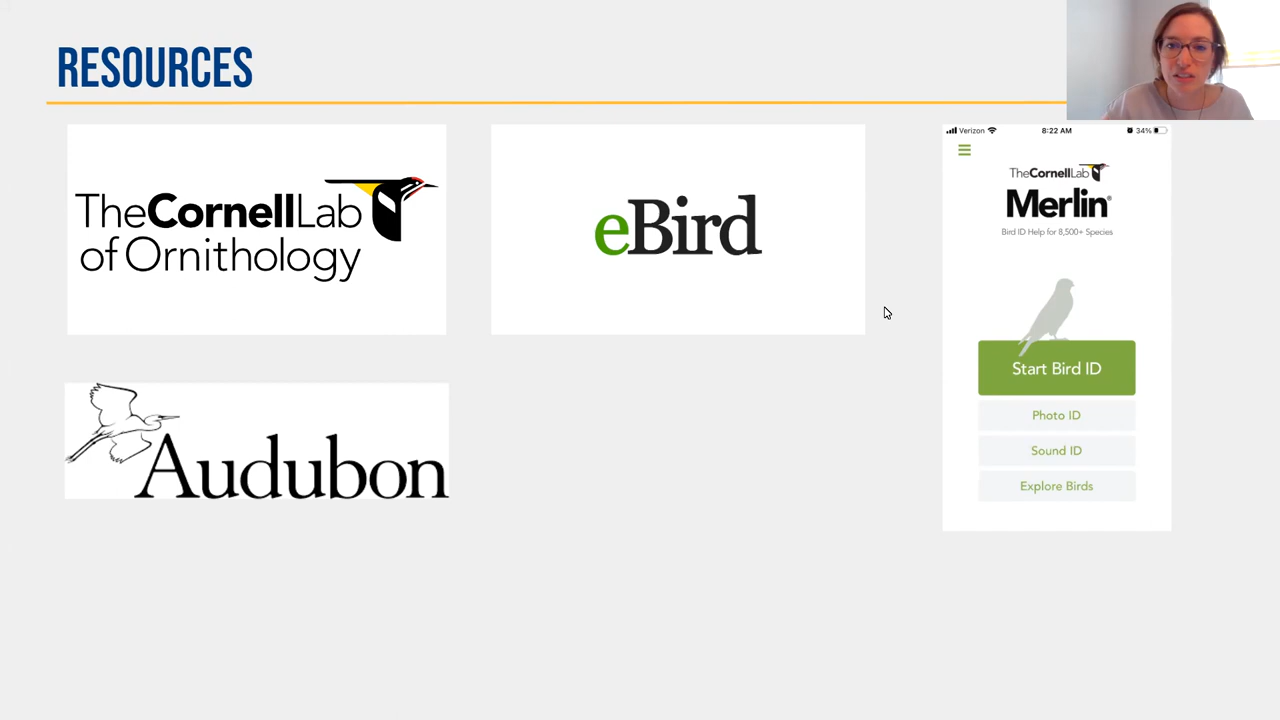 RESOURCES
TheCornellLab
of Ornithology
eBird
Audubon
Verizon
8:22 AM
34%
TheCornellLab
Merlin®
Bird ID Help for 8,500+ Species
Start Bird ID
Photo ID
Sound ID
Explore Birds